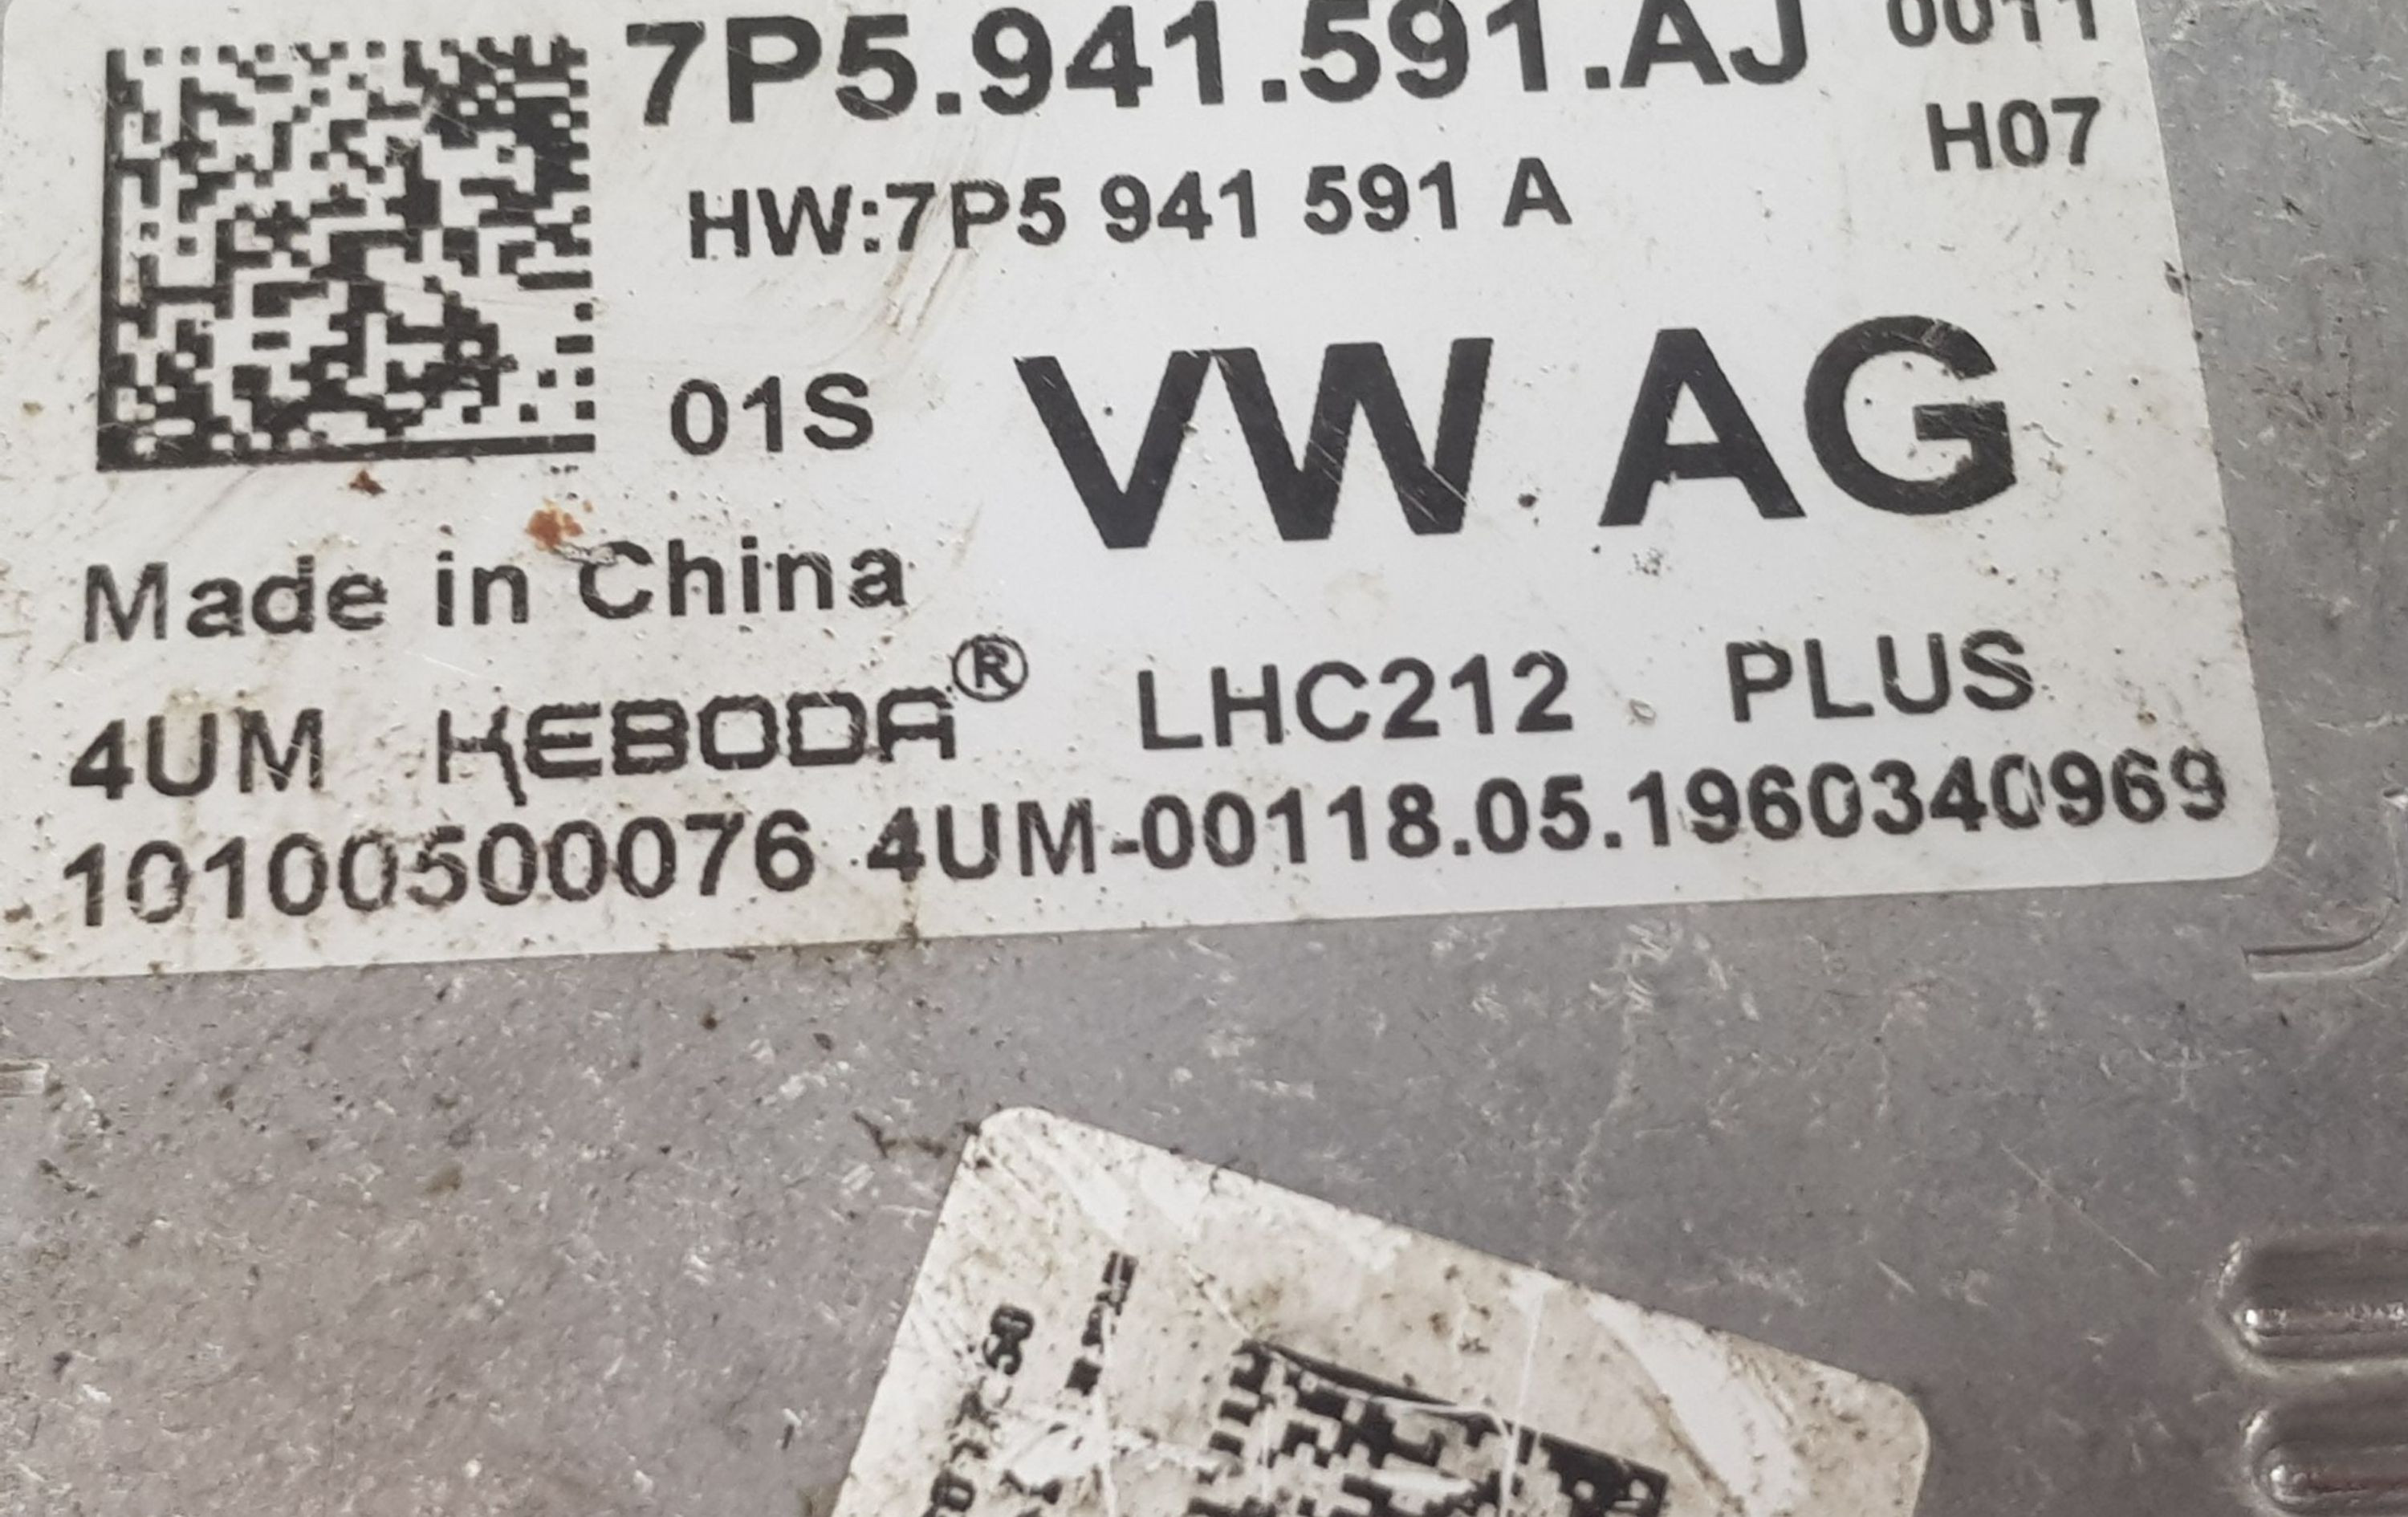 7P5.941.591.AJ 0011
H07
HW:7P5 941 591 A
01S VW AG
Made in China
4UM KEBODA® LHC212 PLUS
10100500076 4UM-00118.05.1960340969